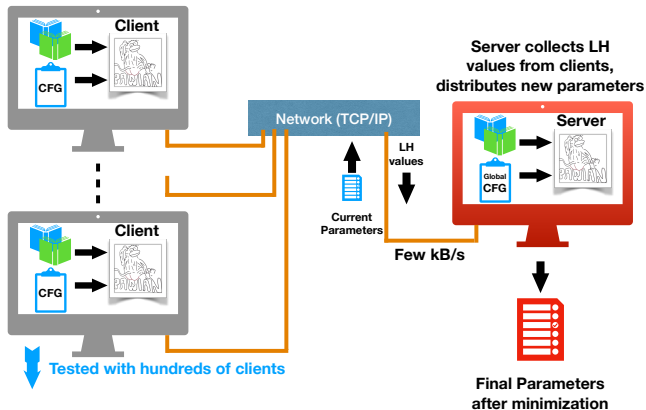 Client
CFG
Network (TCP/IP)
LH
values
Current
Parameters
Few kB/s
Server collects LH
values from clients,
distributes new parameters
Server
Global
CFG
Client
CFG
Tested with hundreds of clients
Final Parameters
after minimization